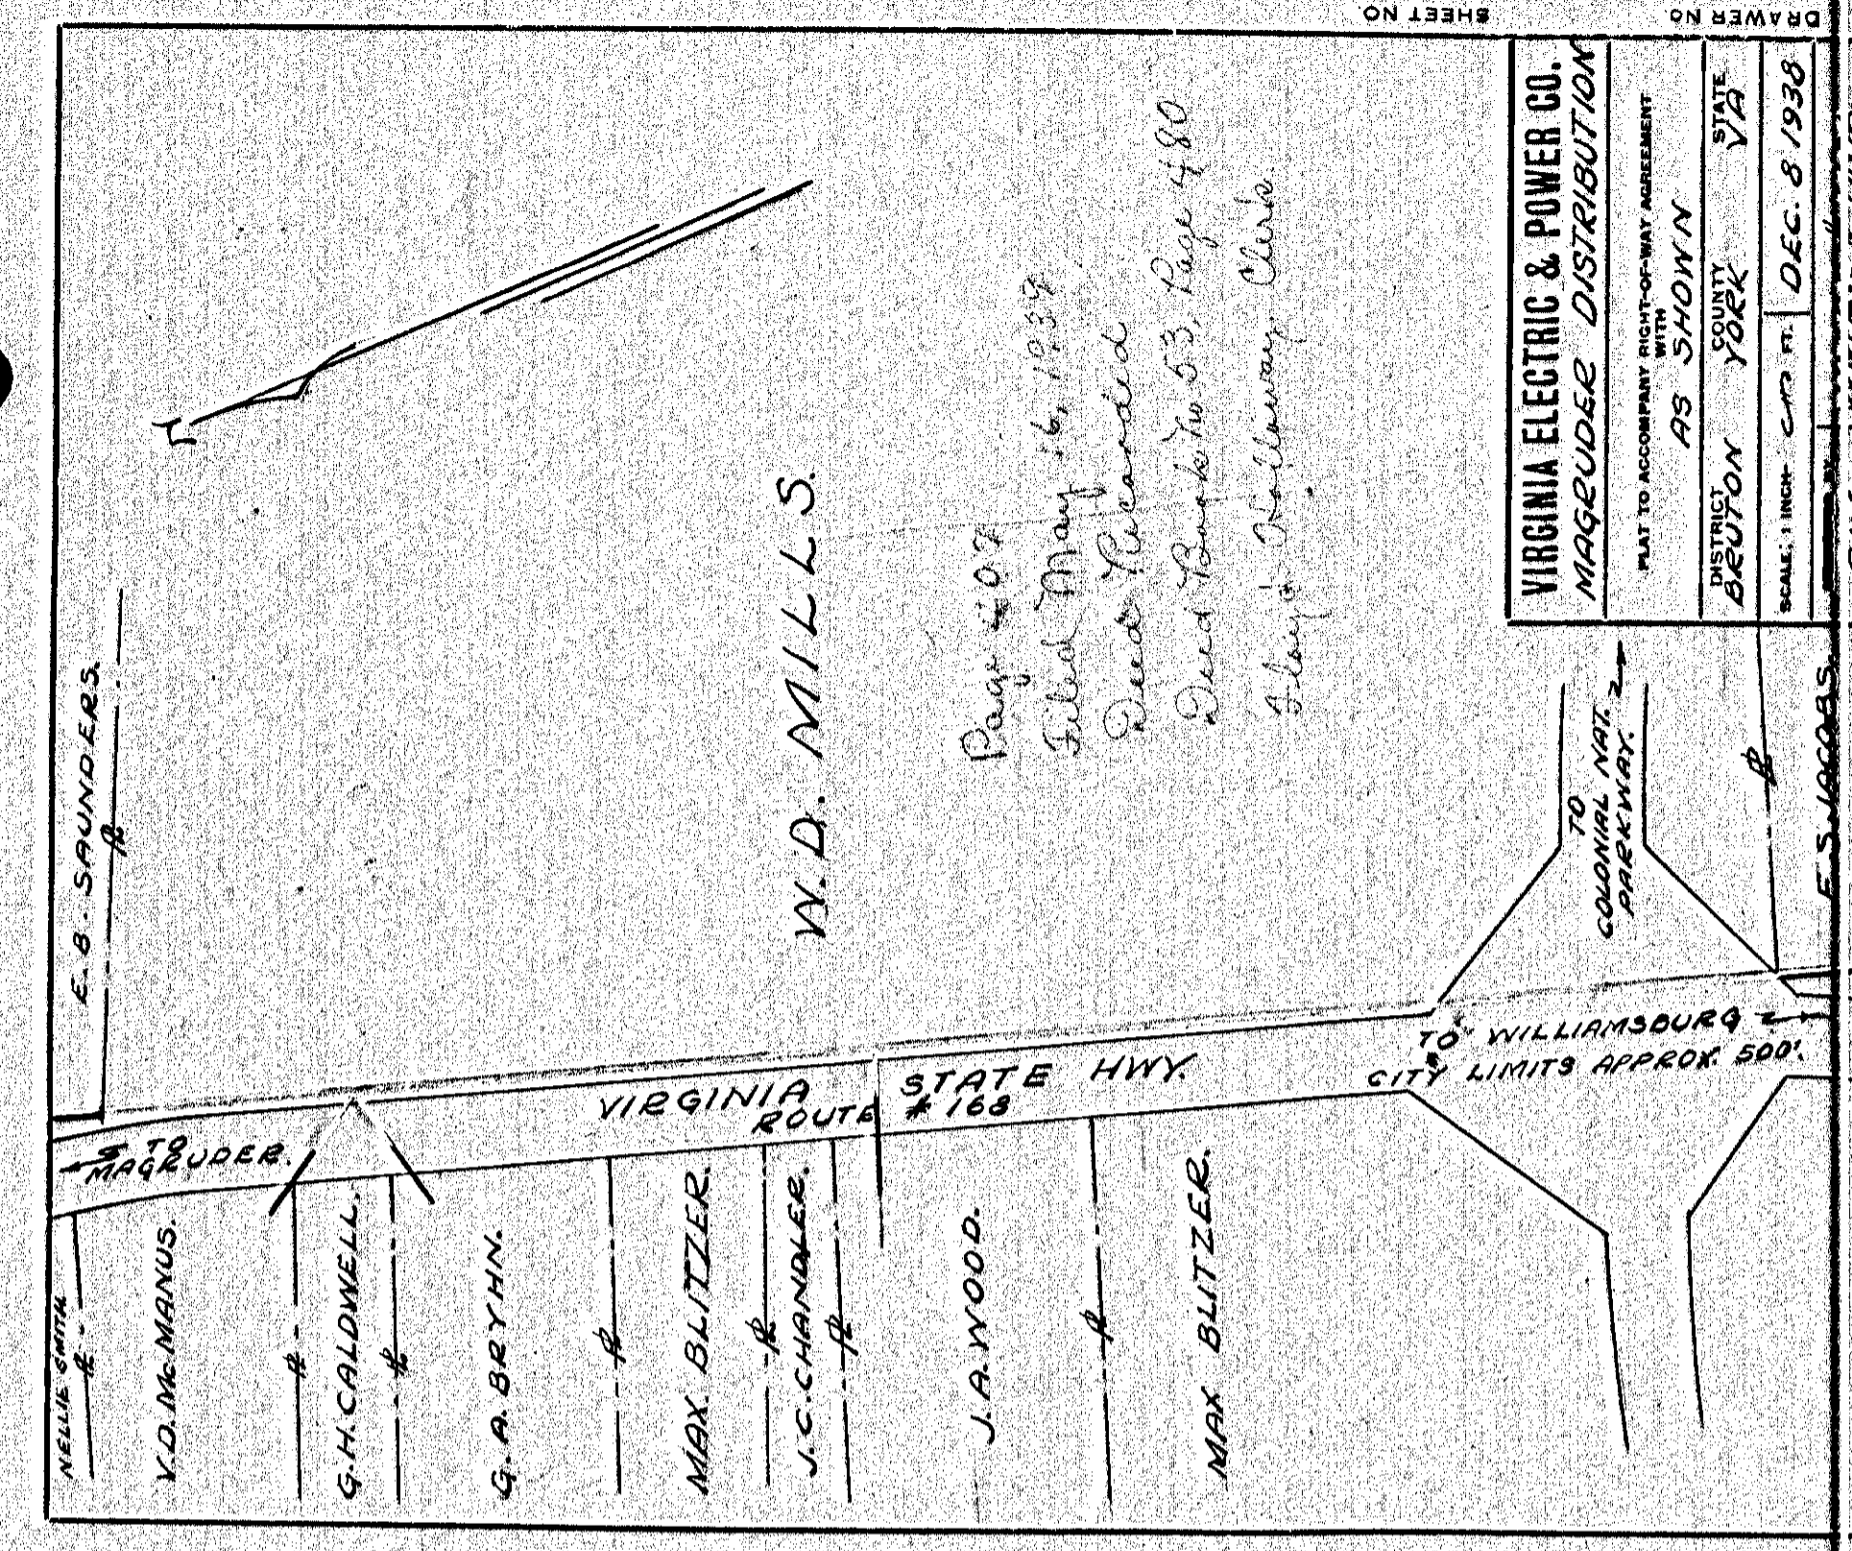 SHEET NO
DRAWER NO
E. B. SAUNDERS.
W. D. MILLS.
Page 407
Filed May 16, 1939
Deed Recorded
Deed Book No 53, Page 480
Floyd Holloway, Clerk
NELLIE SMITH
V. D. McMANUS.
G. H. CALDWELL.
G. A. BRYHN.
MAX. BLITZER.
J. C. CHANDLER.
J. A. WOOD.
MAX BLITZER.
TO
MAGRUDER.
VIRGINIA STATE HWY.
ROUTE # 168
TO WILLIAMSBURG
CITY LIMITS APPROX. 500'.
TO
COLONIAL NAT.
PARKWAY.
E. S. JACOBS.
VIRGINIA ELECTRIC & POWER CO.
MAGRUDER DISTRIBUTION
PLAT TO ACCOMPANY RIGHT-OF-WAY AGREEMENT
WITH
AS SHOWN
DISTRICT COUNTY STATE
BRUTON YORK VA
SCALE: 1 INCH FT. DEC. 8 1938